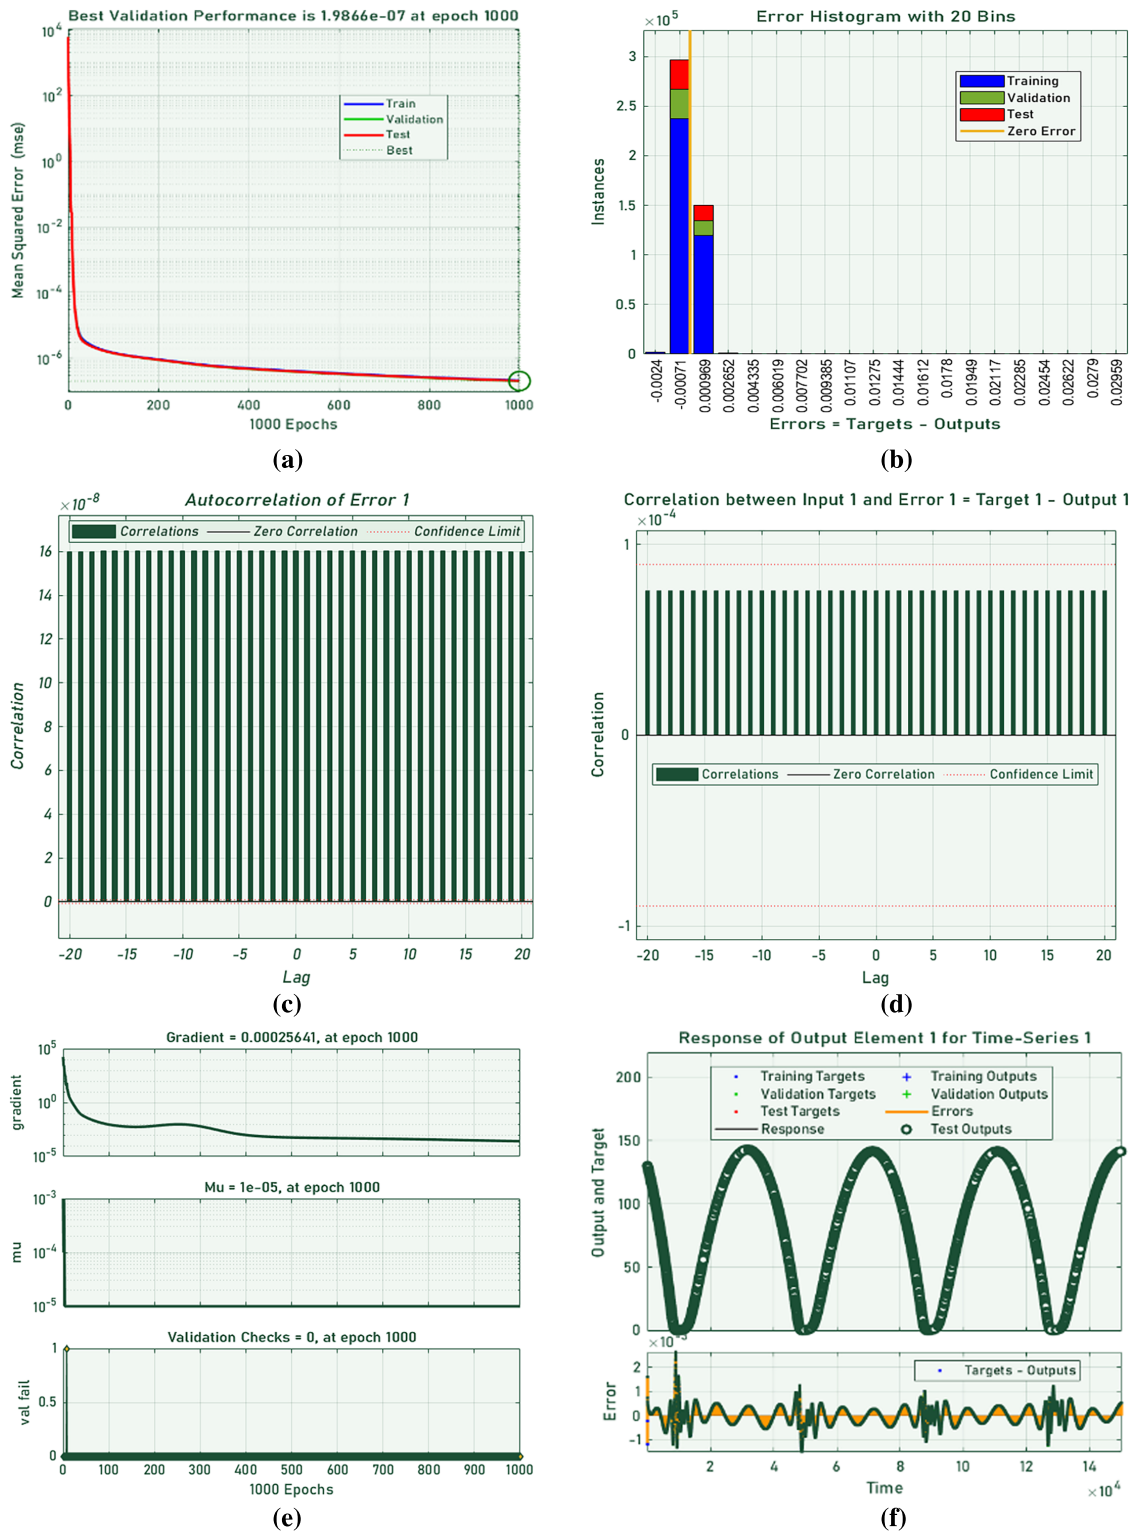 Best Validation Performance is 1.9866e-07 at epoch 1000
10^4
10^2
10^0
10^-2
10^-4
10^-6
Mean Squared Error (mse)
Train
Validation
Test
Best
0 200 400 600 800 1000
1000 Epochs
(a)
Error Histogram with 20 Bins
×10^5
3
2.5
2
1.5
1
0.5
0
Instances
Training
Validation
Test
Zero Error
-0.0024 -0.00071 0.000969 0.002652 0.004335 0.006019 0.007702 0.009385 0.01107 0.01275 0.01444 0.01612 0.0178 0.01949 0.02117 0.02285 0.02454 0.02622 0.0279 0.02959
Errors = Targets - Outputs
(b)
Autocorrelation of Error 1
×10^-8
Correlations Zero Correlation Confidence Limit
16
14
12
10
8
6
4
2
0
Correlation
-20 -15 -10 -5 0 5 10 15 20
Lag
(c)
Correlation between Input 1 and Error 1 = Target 1 - Output 1
×10^-4
1
0
-1
Correlation
Correlations Zero Correlation Confidence Limit
-20 -15 -10 -5 0 5 10 15 20
Lag
(d)
Gradient = 0.00025641, at epoch 1000
10^5
10^0
10^-5
gradient
Mu = 1e-05, at epoch 1000
10^-3
10^-4
10^-5
mu
Validation Checks = 0, at epoch 1000
1
0.5
0
val fail
0 100 200 300 400 500 600 700 800 900 1000
1000 Epochs
(e)
Response of Output Element 1 for Time-Series 1
200
150
100
50
0
Output and Target
Training Targets Training Outputs
Validation Targets Validation Outputs
Test Targets Errors
Response Test Outputs
×10^-3
2
1
0
-1
Error
Targets - Outputs
2 4 6 8 10 12 14
Time
×10^4
(f)